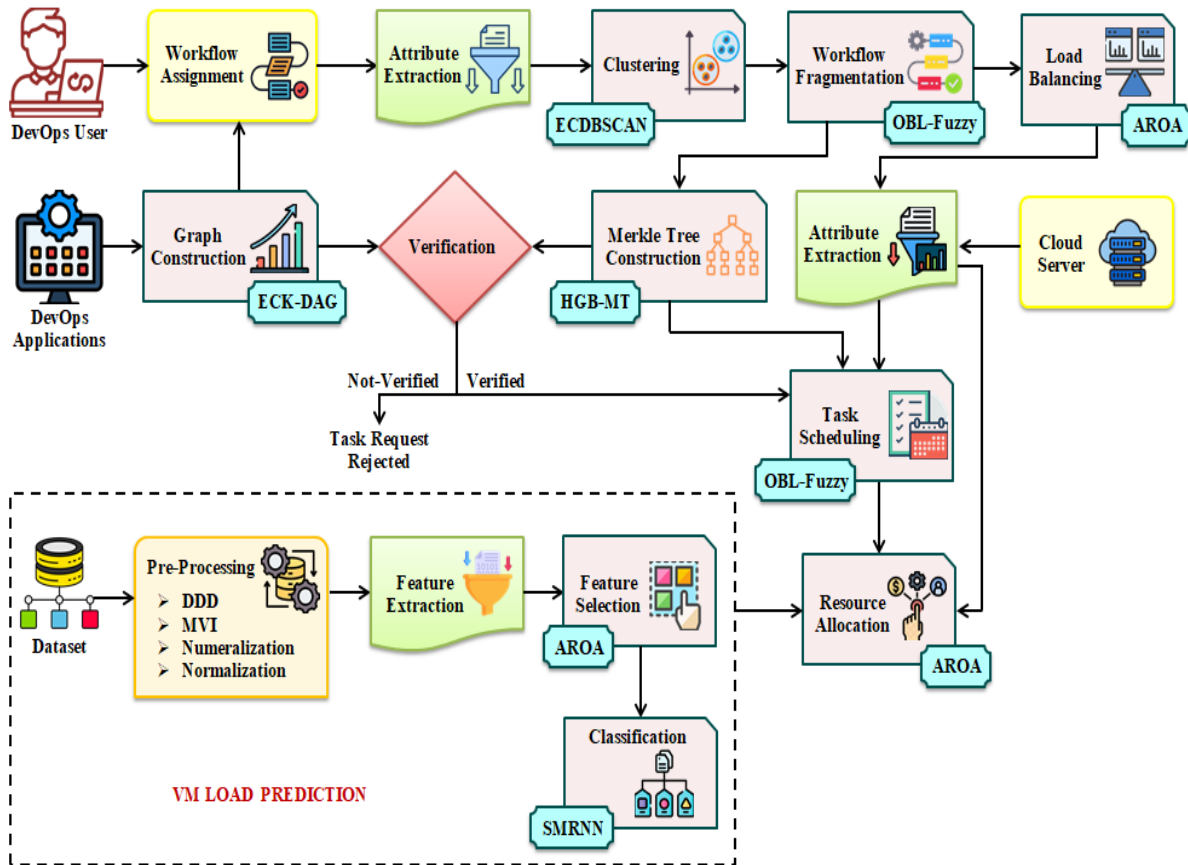 DevOps User
Workflow
Assignment
Attribute
Extraction
Clustering
ECDBSCAN
Workflow
Fragmentation
OBL-Fuzzy
Load
Balancing
AROA
DevOps
Applications
Graph
Construction
ECK-DAG
Verification
Merkle Tree
Construction
HGB-MT
Attribute
Extraction
Cloud
Server
Not-Verified
Verified
Task Request
Rejected
Task
Scheduling
OBL-Fuzzy
Dataset
Pre-Processing
➢ DDD
➢ MVI
➢ Numeralization
➢ Normalization
Feature
Extraction
Feature
Selection
AROA
Resource
Allocation
AROA
Classification
SMRNN
VM LOAD PREDICTION